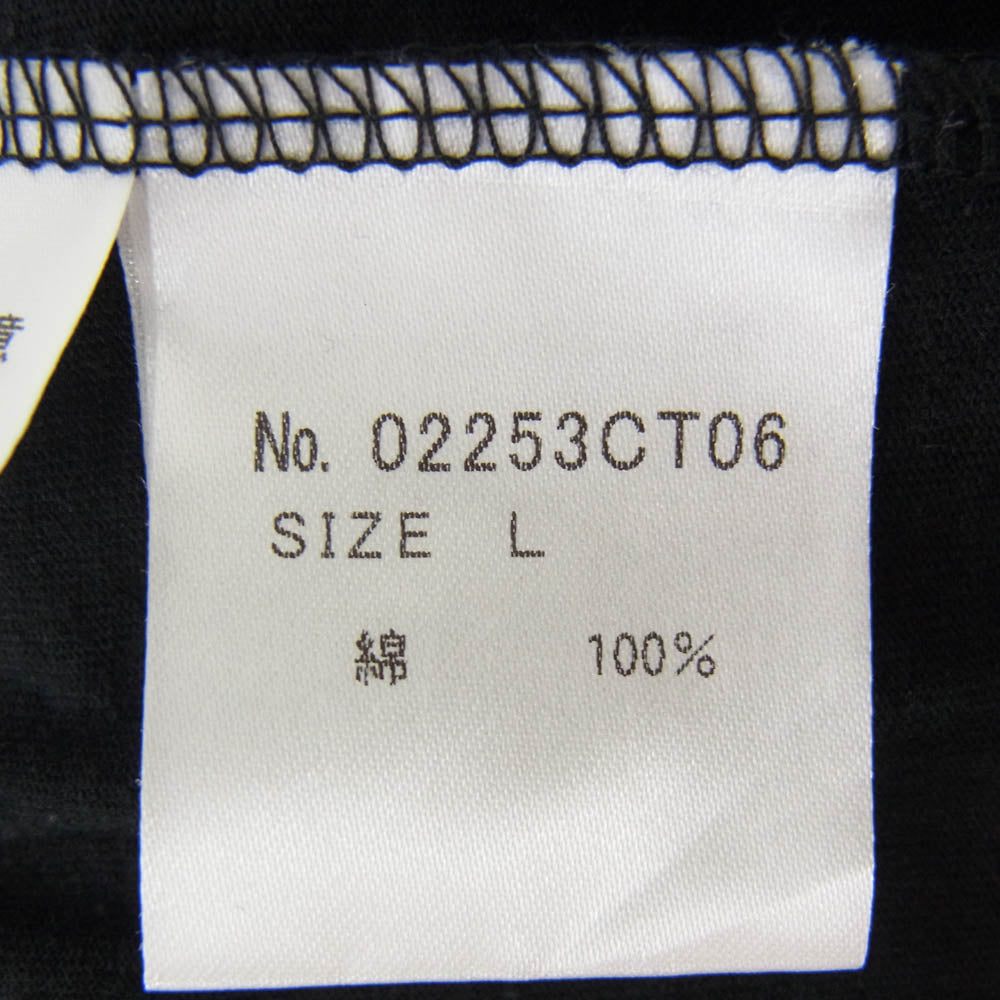 No. 02253CT06
SIZE L
綿 100%